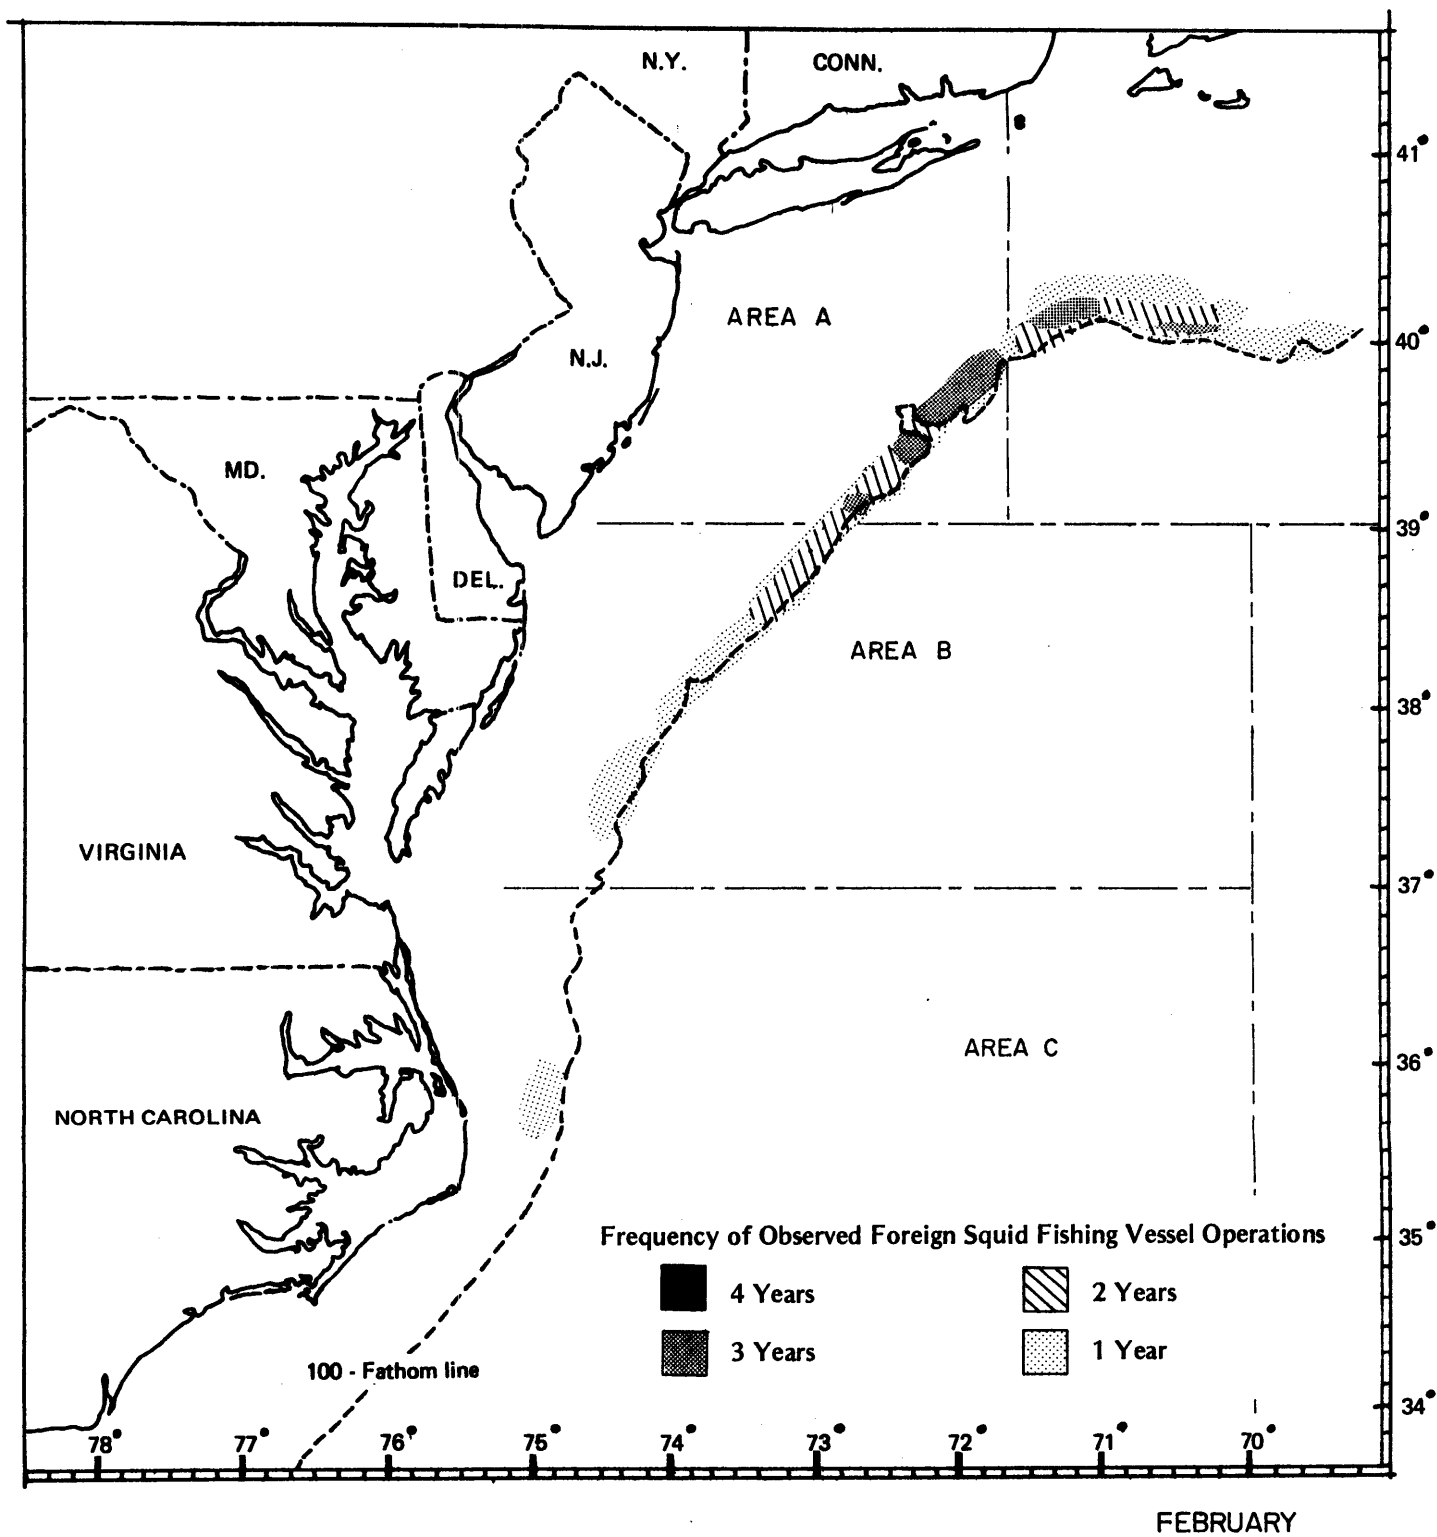 N.Y.
CONN.
41°
AREA A
40°
N.J.
MD.
39°
DEL.
AREA B
38°
VIRGINIA
37°
AREA C
36°
NORTH CAROLINA
Frequency of Observed Foreign Squid Fishing Vessel Operations
35°
4 Years
2 Years
3 Years
1 Year
100 - Fathom line
34°
78° 77° 76° 75° 74° 73° 72° 71° 70°
FEBRUARY